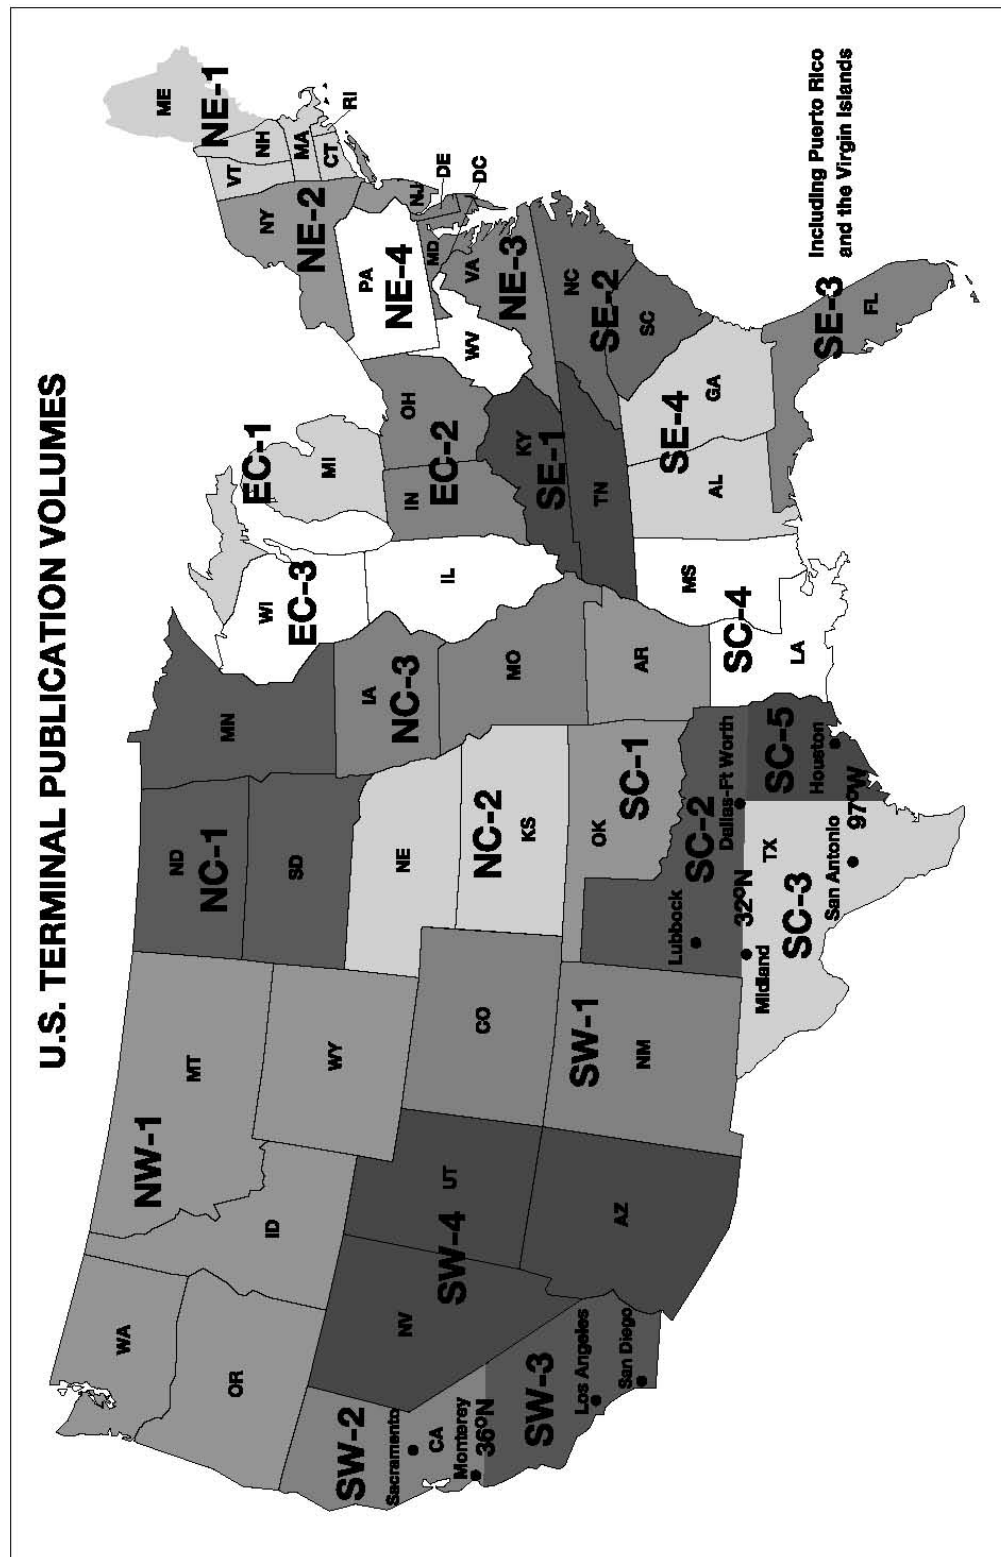 U.S. TERMINAL PUBLICATION VOLUMES
WA
OR
NW-1
MT
ID
WY
SW-2
Sacramento
CA
Monterey
36ºN
SW-3
Los Angeles
San Diego
NV
SW-4
UT
AZ
CO
SW-1
NM
ND
NC-1
SD
MN
NE
NC-2
KS
IA
NC-3
MO
OK
SC-1
AR
Lubbock
SC-2
Dallas-Ft Worth
32ºN
Midland
TX
SC-3
San Antonio
97ºW
SC-5
Houston
SC-4
LA
MS
WI
EC-3
IL
EC-1
MI
IN
OH
EC-2
KY
SE-1
TN
AL
SE-4
GA
NC
SE-2
SC
SE-3
FL
Including Puerto Rico
and the Virgin Islands
WV
VA
NE-3
MD
DC
DE
NJ
PA
NE-4
NY
NE-2
VT
NH
MA
CT
RI
ME
NE-1